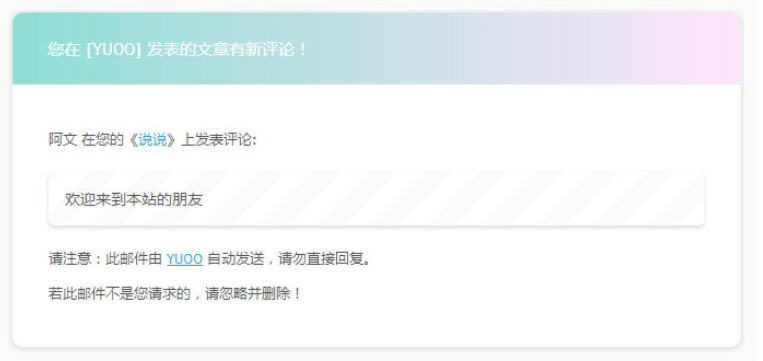 您在 [YUOO] 发表的文章有新评论！
阿文 在您的《说说》上发表评论:
欢迎来到本站的朋友
请注意：此邮件由 YUOO 自动发送，请勿直接回复。
若此邮件不是您请求的，请忽略并删除！